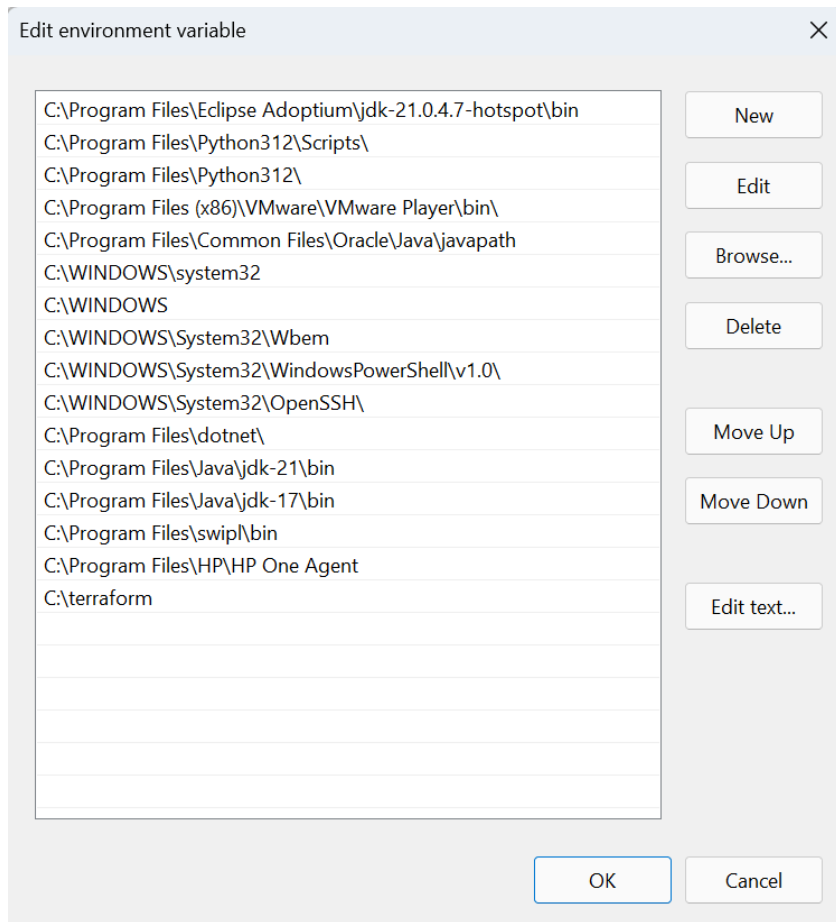 Edit environment variable
C:\Program Files\Eclipse Adoptium\jdk-21.0.4.7-hotspot\bin
C:\Program Files\Python312\Scripts\
C:\Program Files\Python312\
C:\Program Files (x86)\VMware\VMware Player\bin\
C:\Program Files\Common Files\Oracle\Java\javapath
C:\WINDOWS\system32
C:\WINDOWS
C:\WINDOWS\System32\Wbem
C:\WINDOWS\System32\WindowsPowerShell\v1.0\
C:\WINDOWS\System32\OpenSSH\
C:\Program Files\dotnet\
C:\Program Files\Java\jdk-21\bin
C:\Program Files\Java\jdk-17\bin
C:\Program Files\swipl\bin
C:\Program Files\HP\HP One Agent
C:\terraform
New
Edit
Browse...
Delete
Move Up
Move Down
Edit text...
OK
Cancel